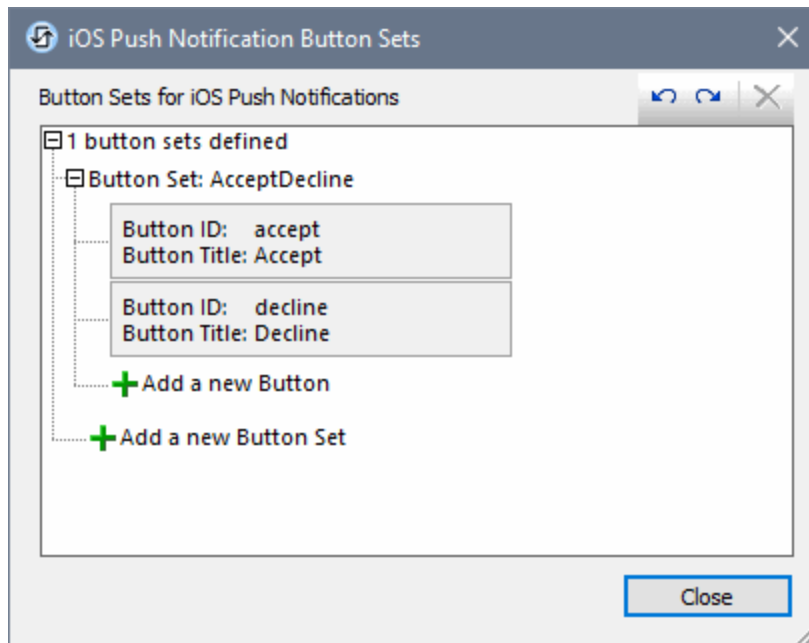 iOS Push Notification Button Sets
Button Sets for iOS Push Notifications
1 button sets defined
Button Set: AcceptDecline
Button ID: accept
Button Title: Accept
Button ID: decline
Button Title: Decline
Add a new Button
Add a new Button Set
Close